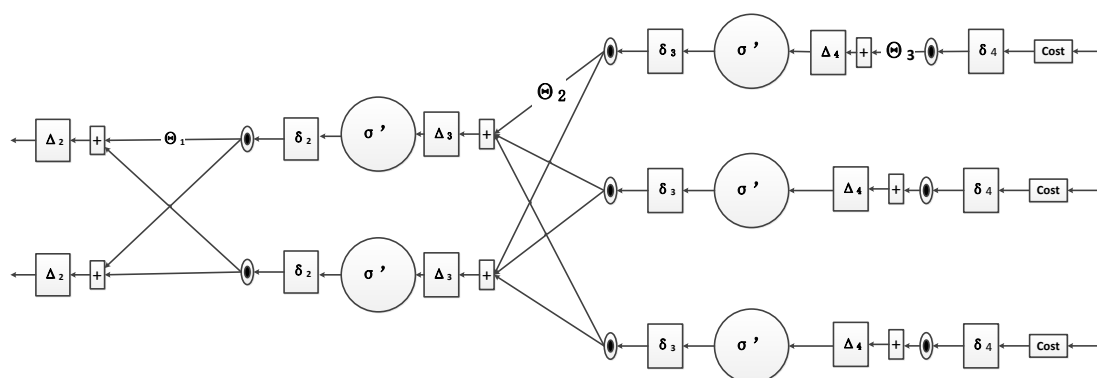 δ 3 σ ’ Δ 4 + Θ 3 δ 4 Cost
Θ 2
Δ 2 + Θ 1 δ 2 σ ’ Δ 3 +
δ 3 σ ’ Δ 4 + δ 4 Cost
Δ 2 + δ 2 σ ’ Δ 3 +
δ 3 σ ’ Δ 4 + δ 4 Cost